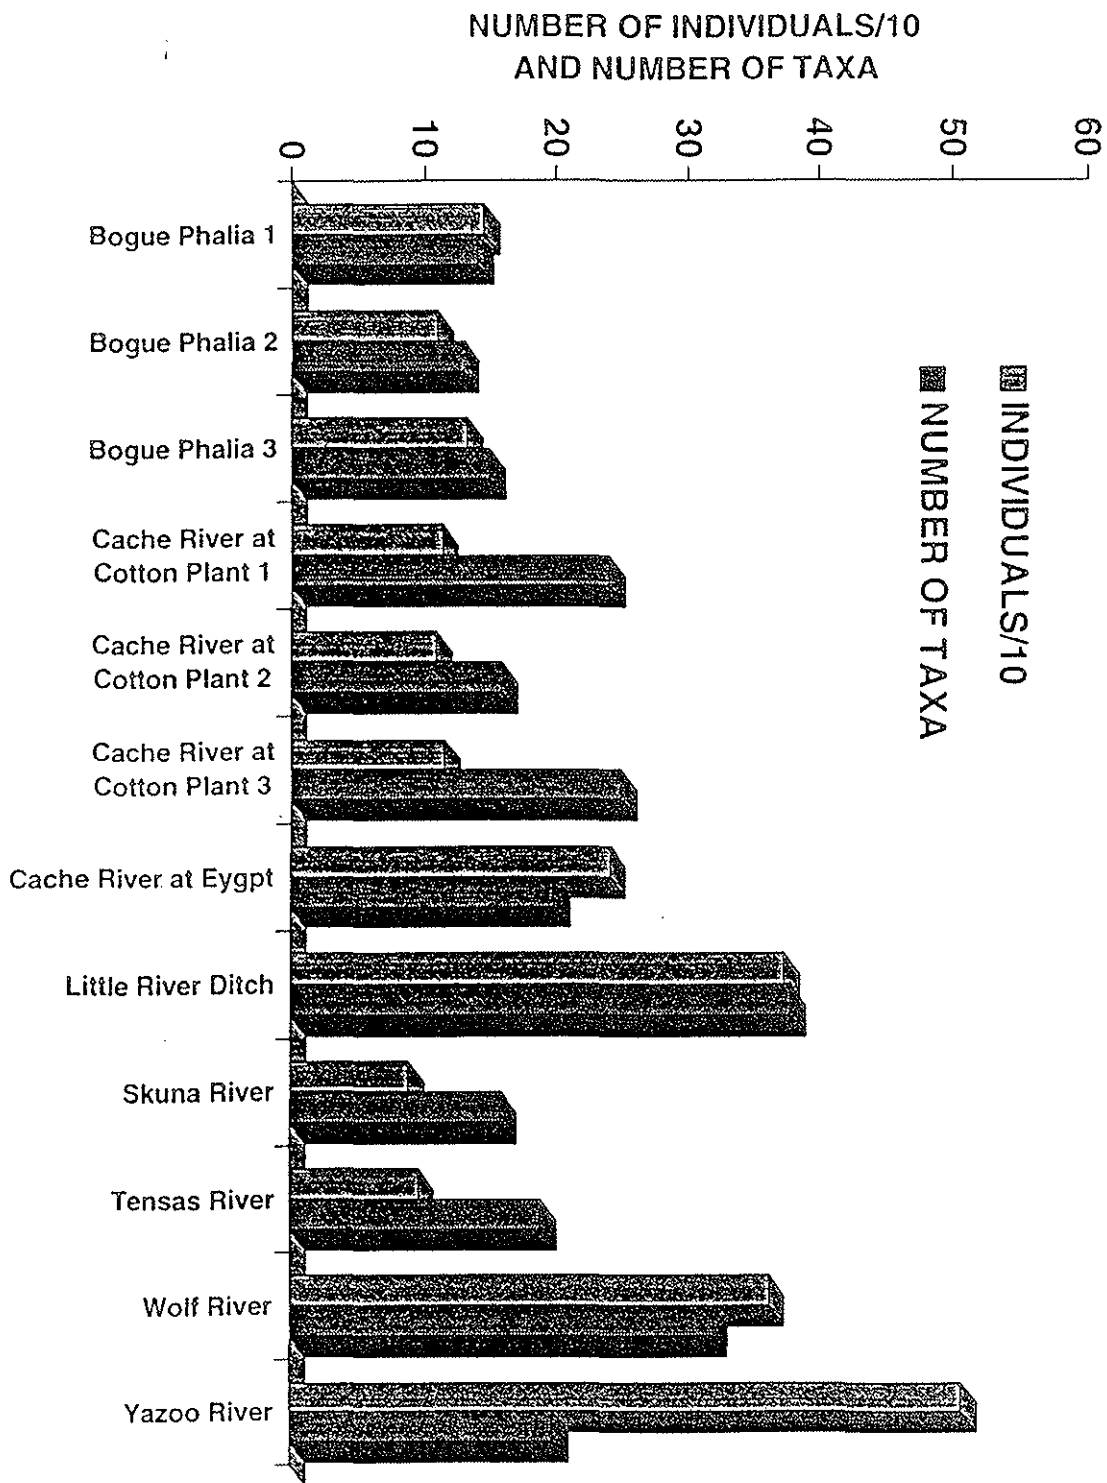 NUMBER OF INDIVIDUALS/10
AND NUMBER OF TAXA
0
10
20
30
40
50
60
INDIVIDUALS/10
NUMBER OF TAXA
Bogue Phalia 1
Bogue Phalia 2
Bogue Phalia 3
Cache River at
Cotton Plant 1
Cache River at
Cotton Plant 2
Cache River at
Cotton Plant 3
Cache River at Eygpt
Little River Ditch
Skuna River
Tensas River
Wolf River
Yazoo River